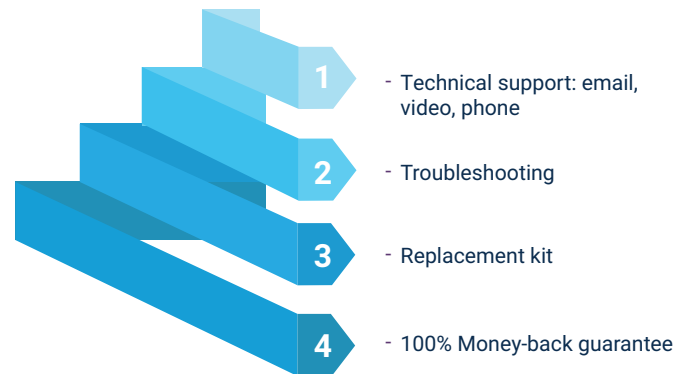 1
- Technical support: email,
video, phone
2
- Troubleshooting
3
- Replacement kit
4
- 100% Money-back guarantee